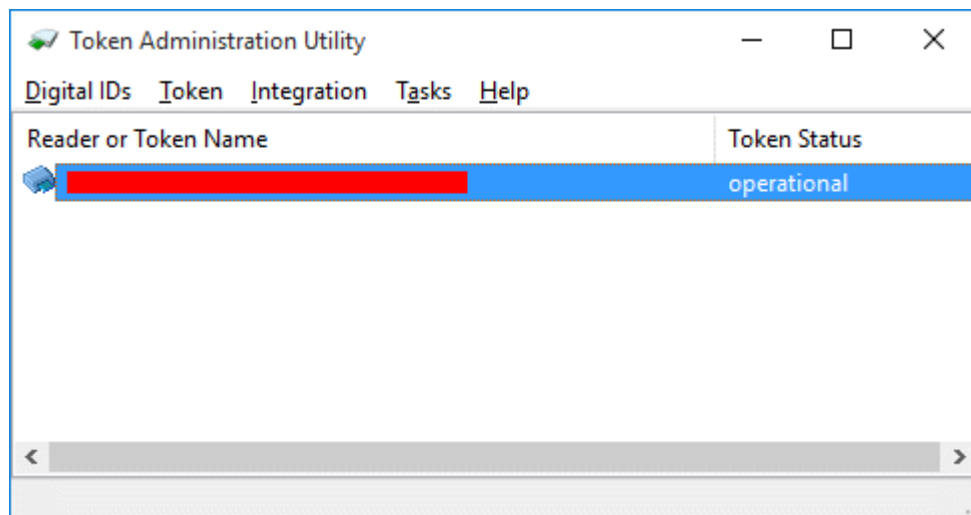 Token Administration Utility
Digital IDs Token Integration Tasks Help
Reader or Token Name Token Status
operational